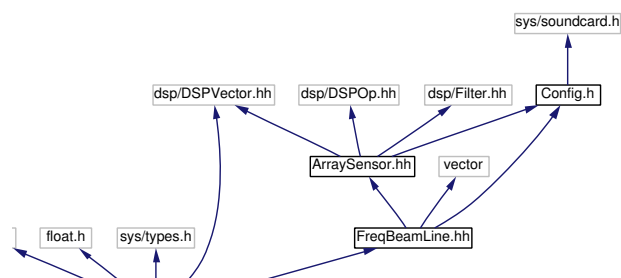 sys/soundcard.h
dsp/DSPVector.hh dsp/DSPOp.hh dsp/Filter.hh Config.h
ArraySensor.hh vector
float.h sys/types.h FreqBeamLine.hh